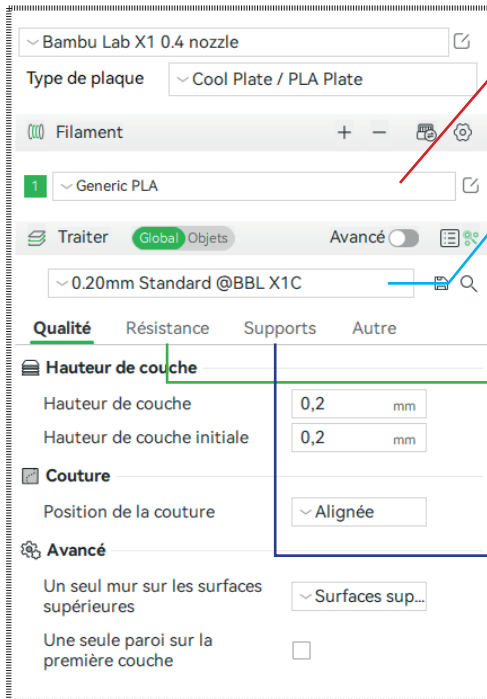 Bambu Lab X1 0.4 nozzle
Type de plaque Cool Plate / PLA Plate
Filament + −
1 Generic PLA
Traiter Global Objets Avancé
0.20mm Standard @BBL X1C
Qualité Résistance Supports Autre
Hauteur de couche
Hauteur de couche 0,2 mm
Hauteur de couche initiale 0,2 mm
Couture
Position de la couture Alignée
Avancé
Un seul mur sur les surfaces
supérieures Surfaces sup...
Une seule paroi sur la
première couche